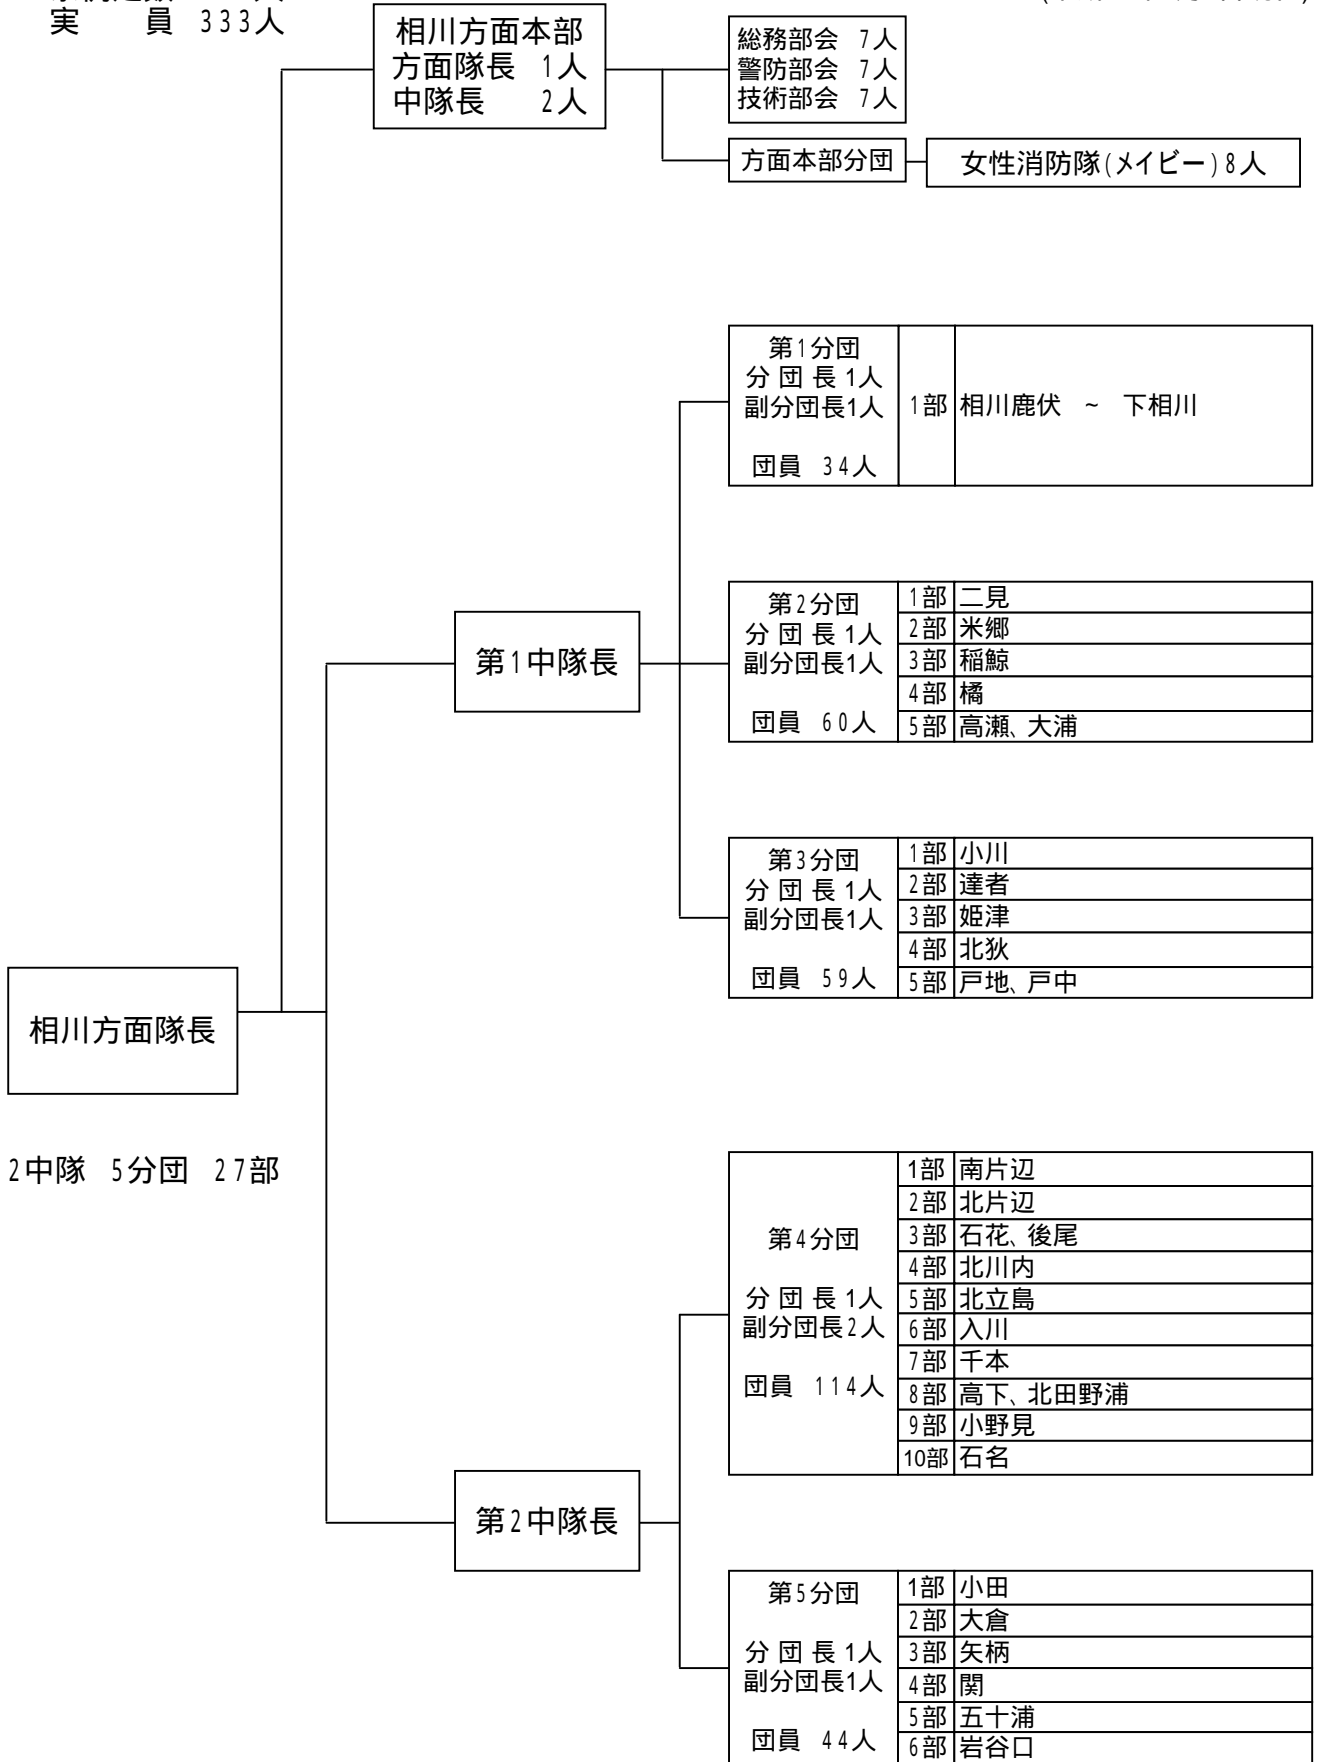 実　　員 333人
相川方面本部
方面隊長 1人
中隊長 2人
総務部会 7人
警防部会 7人
技術部会 7人
方面本部分団
女性消防隊(メイビー)8人
第1分団
分団長1人
副分団長1人
団員 34人
1部 相川鹿伏 ~ 下相川
第1中隊長
第2分団
分団長1人
副分団長1人
団員 60人
1部 二見
2部 米郷
3部 稲鯨
4部 橘
5部 高瀬、大浦
第3分団
分団長1人
副分団長1人
団員 59人
1部 小川
2部 達者
3部 姫津
4部 北狄
5部 戸地、戸中
相川方面隊長
2中隊 5分団 27部
第4分団
分団長1人
副分団長2人
団員 114人
1部 南片辺
2部 北片辺
3部 石花、後尾
4部 北川内
5部 北立島
6部 入川
7部 千本
8部 高下、北田野浦
9部 小野見
10部 石名
第2中隊長
第5分団
分団長1人
副分団長1人
団員 44人
1部 小田
2部 大倉
3部 矢柄
4部 関
5部 五十浦
6部 岩谷口